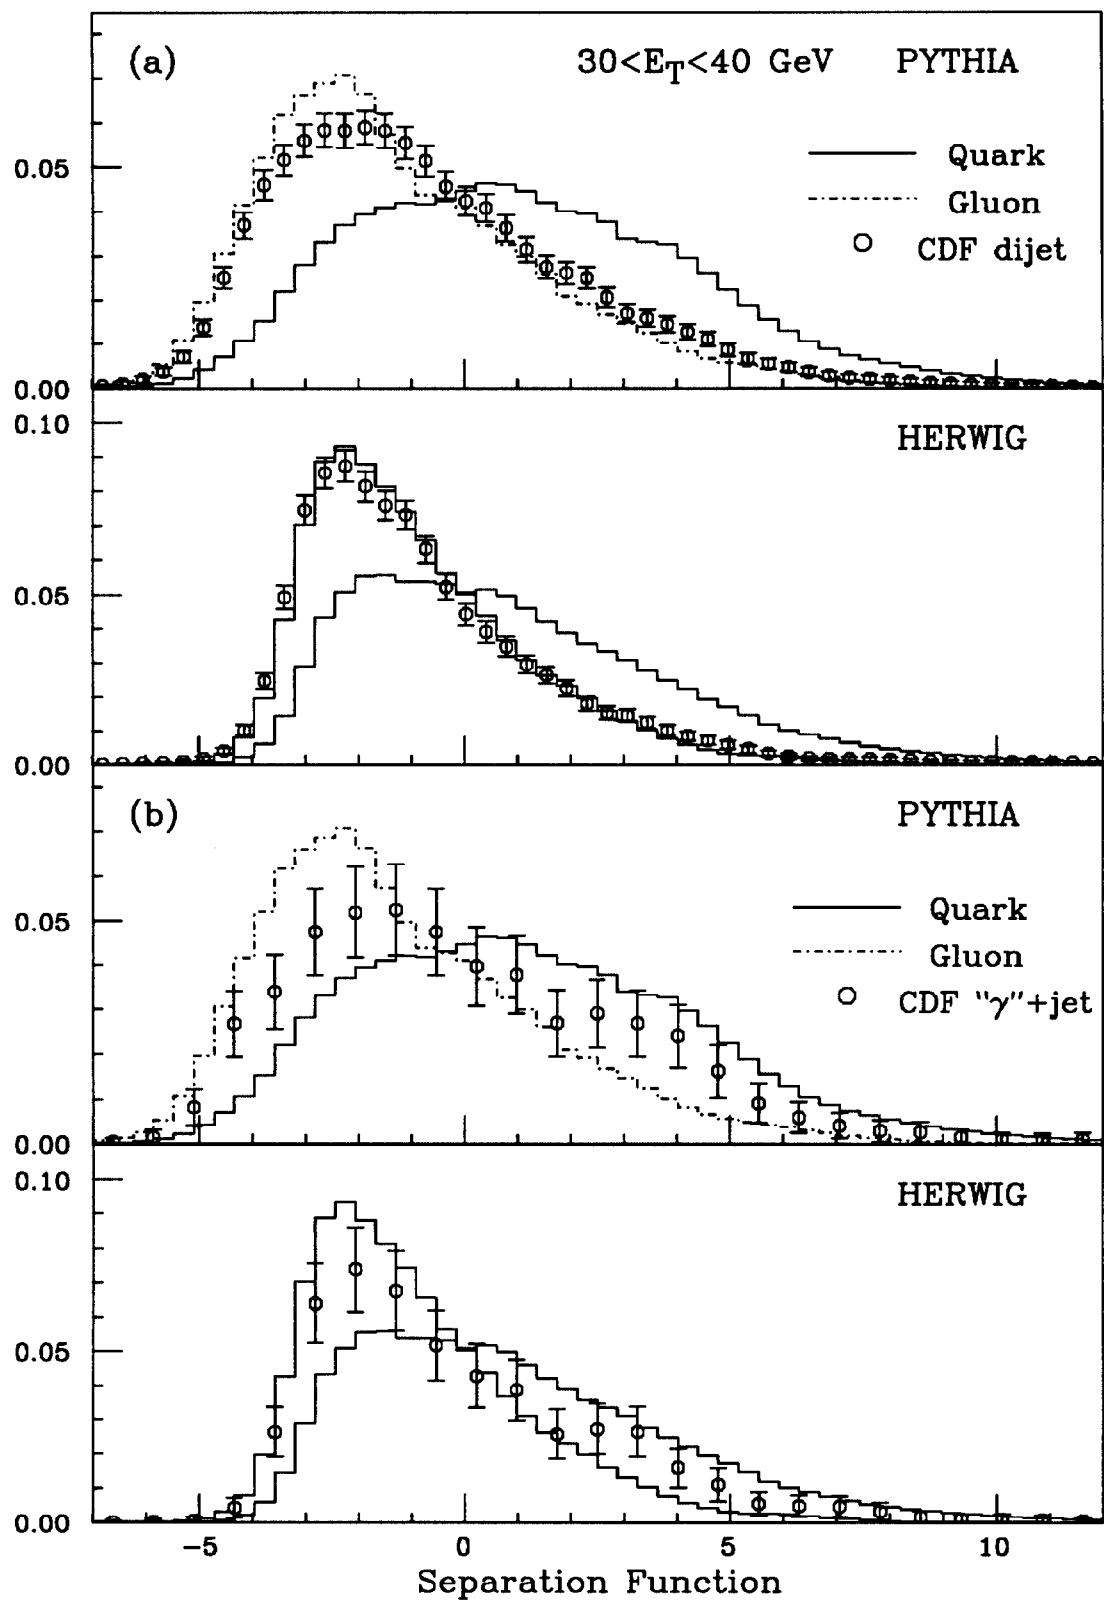 (a) 30<E_T<40 GeV PYTHIA
Quark
Gluon
CDF dijet
0.05
0.00
HERWIG
0.10
0.05
0.00
(b) PYTHIA
Quark
Gluon
CDF "γ"+jet
0.05
0.00
HERWIG
0.10
0.05
0.00
-5 0 5 10
Separation Function